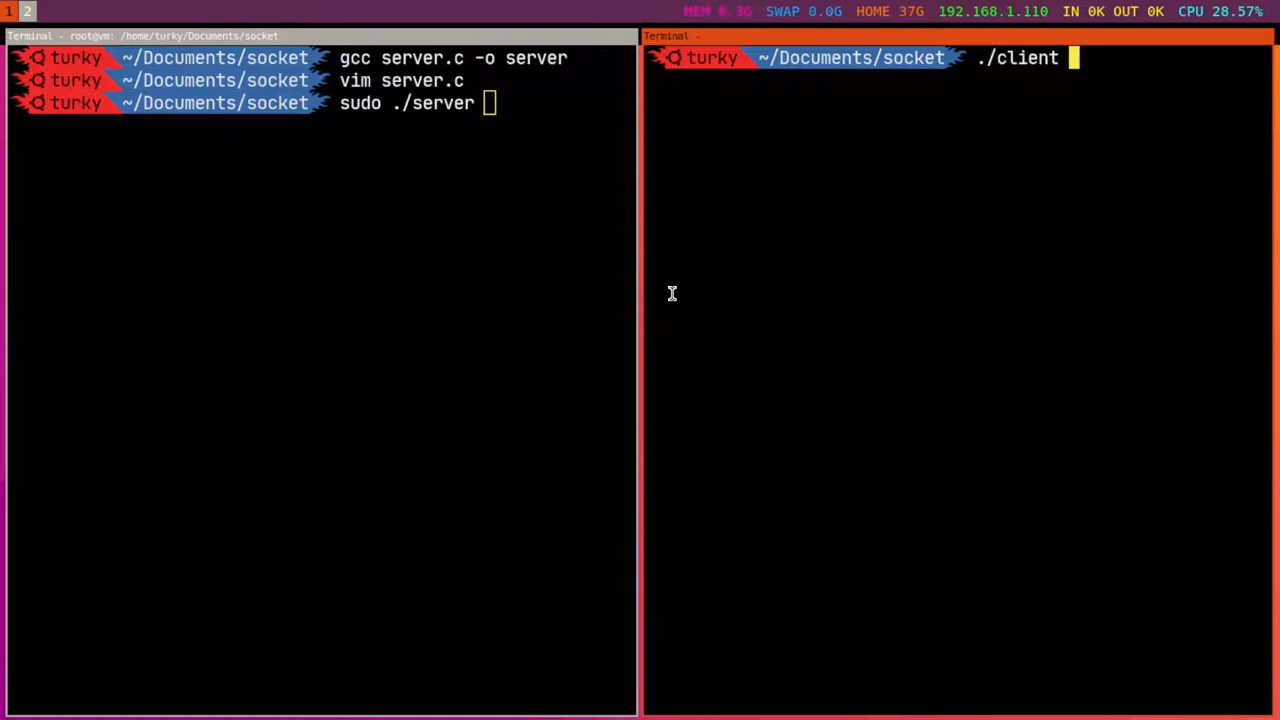 1 2 MEM 6.3G SWAP 0.0G HOME 37G 192.168.1.110 IN 0K OUT 0K CPU 28.57%
Terminal - root@vm: /home/turky/Documents/socket
turky ~/Documents/socket gcc server.c -o server
turky ~/Documents/socket vim server.c
turky ~/Documents/socket sudo ./server
Terminal -
turky ~/Documents/socket ./client